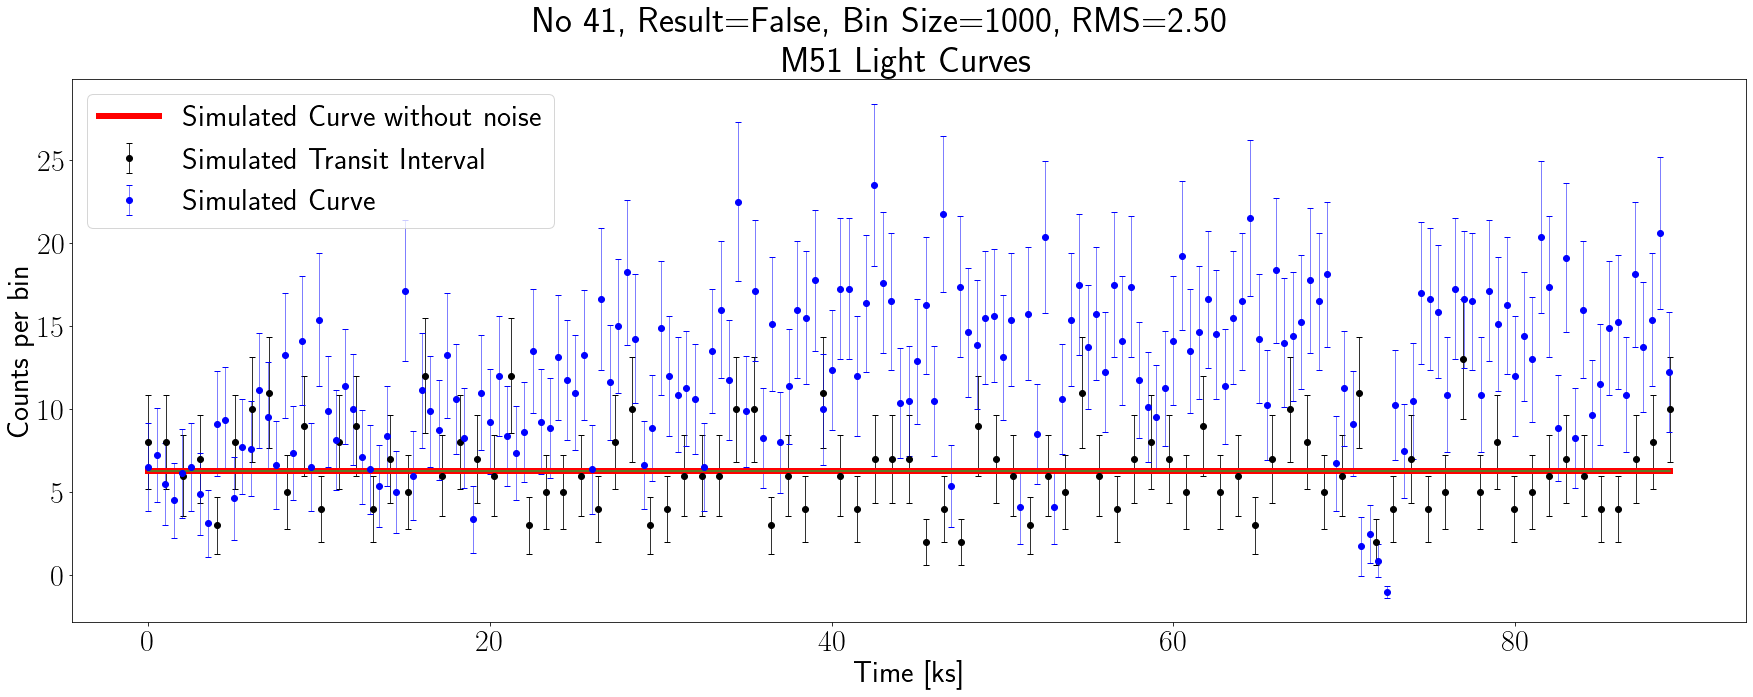 No 41, Result=False, Bin Size=1000, RMS=2.50
M51 Light Curves
Simulated Curve without noise
Simulated Transit Interval
Simulated Curve
Counts per bin
25
20
15
10
5
0
0 20 40 60 80
Time [ks]